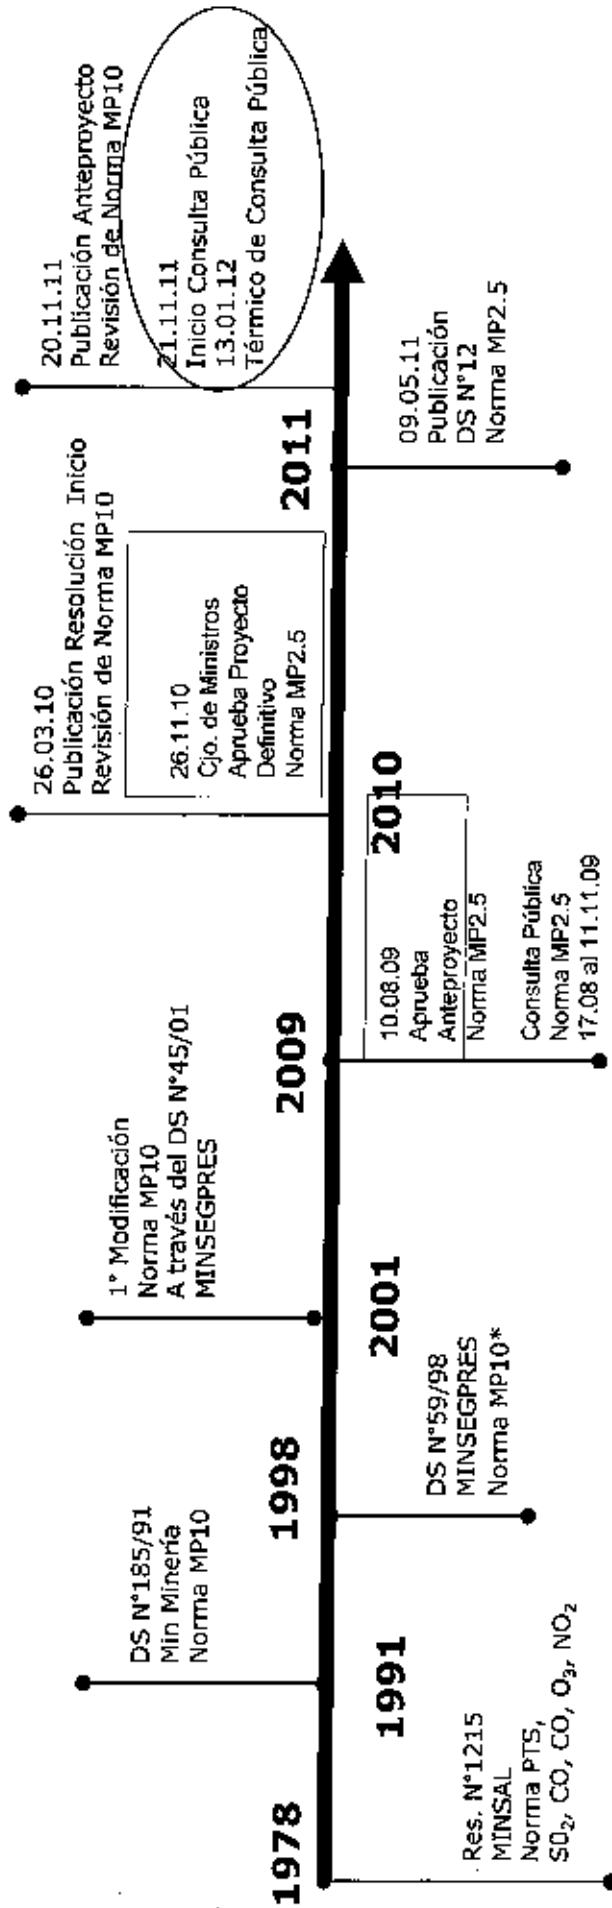 1978
Res. N°1215
MINSAL
Norma PTS,
SO₂, CO, CO, O₃, NO₂
DS N°185/91
Min Minería
Norma MP10
1991
1998
DS N°59/98
MINSEGPRES
Norma MP10*
1° Modificación
Norma MP10
A través del DS N°45/01
MINSEGPRES
2001
2009
10.08.09
Aprueba
Anteproyecto
Norma MP2.5
Consulta Pública
Norma MP2.5
17.08 al 11.11.09
26.03.10
Publicación Resolución Inicio
Revisión de Norma MP10
26.11.10
Cjo. de Ministros
Aprueba Proyecto
Definitivo
Norma MP2.5
2010
2011
09.05.11
Publicación
DS N°12
Norma MP2.5
20.11.11
Publicación Anteproyecto
Revisión de Norma MP10
21.11.11
Inicio Consulta Pública
13.01.12
Térmico de Consulta Pública